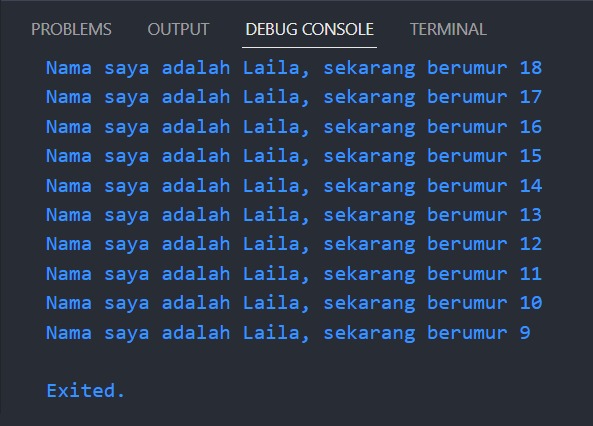 PROBLEMS OUTPUT DEBUG CONSOLE TERMINAL
Nama saya adalah Laila, sekarang berumur 18
Nama saya adalah Laila, sekarang berumur 17
Nama saya adalah Laila, sekarang berumur 16
Nama saya adalah Laila, sekarang berumur 15
Nama saya adalah Laila, sekarang berumur 14
Nama saya adalah Laila, sekarang berumur 13
Nama saya adalah Laila, sekarang berumur 12
Nama saya adalah Laila, sekarang berumur 11
Nama saya adalah Laila, sekarang berumur 10
Nama saya adalah Laila, sekarang berumur 9
Exited.